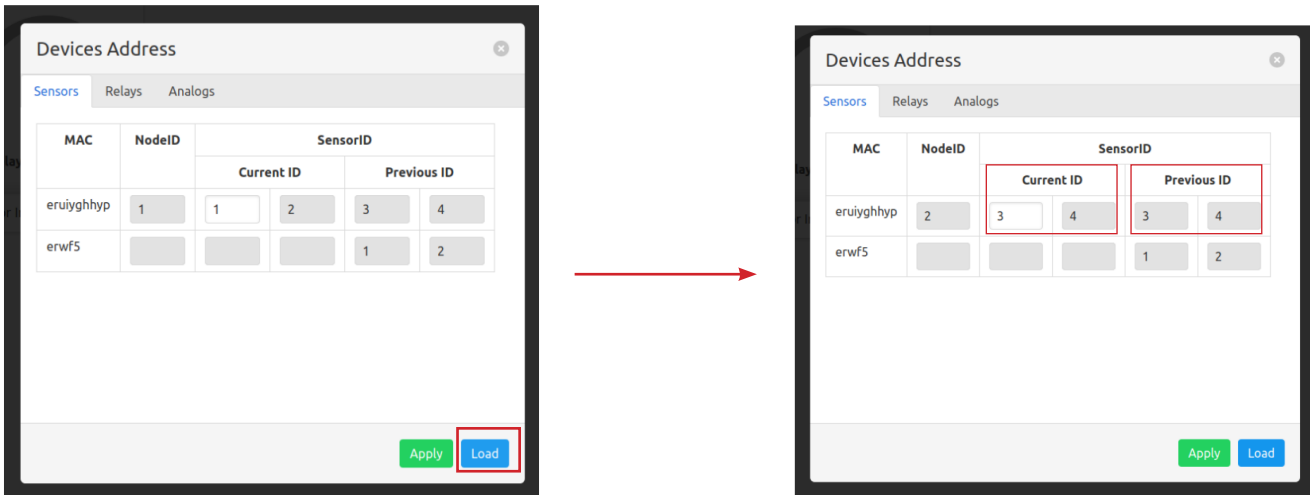 Devices Address
Sensors Relays Analogs
MAC NodeID SensorID
Current ID Previous ID
eruiyghhyp 1 1 2 3 4
erwf5 1 2
Apply Load
Devices Address
Sensors Relays Analogs
MAC NodeID SensorID
Current ID Previous ID
eruiyghhyp 2 3 4 3 4
erwf5 1 2
Apply Load